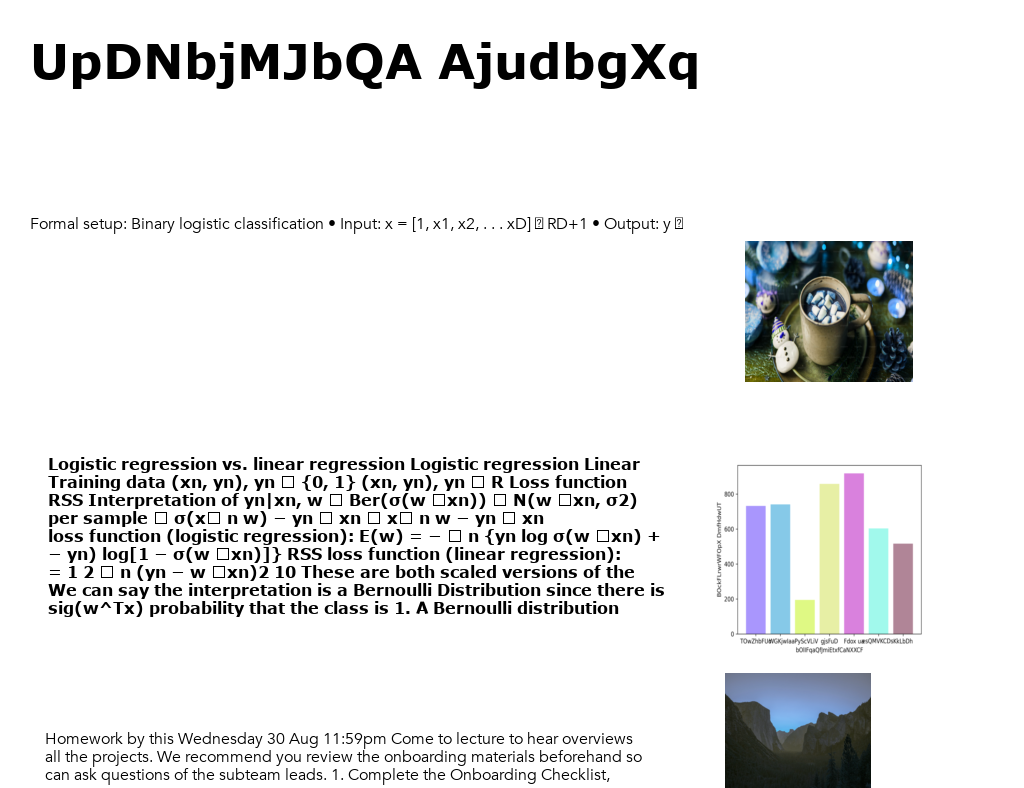 UpDNbjMJbQA AjudbgXq
Formal setup: Binary logistic classification • Input: x = [1, x1, x2, . . . xD] � RD+1 • Output: y �
Logistic regression vs. linear regression Logistic regression Linear
Training data (xn, yn), yn □ {0, 1} (xn, yn), yn □ R Loss function
RSS Interpretation of yn|xn, w □ Ber(σ(w □xn)) □ N(w □xn, σ2)
per sample □ σ(x□ n w) − yn □ xn □ x□ n w − yn □ xn
loss function (logistic regression): E(w) = − □ n {yn log σ(w □xn) +
− yn) log[1 − σ(w □xn)]} RSS loss function (linear regression):
= 1 2 □ n (yn − w □xn)2 10 These are both scaled versions of the
We can say the interpretation is a Bernoulli Distribution since there is
sig(w^Tx) probability that the class is 1. A Bernoulli distribution
800
600
400
200
0
gjsFuD
Homework by this Wednesday 30 Aug 11:59pm Come to lecture to hear overviews
all the projects. We recommend you review the onboarding materials beforehand so
can ask questions of the subteam leads. 1. Complete the Onboarding Checklist,